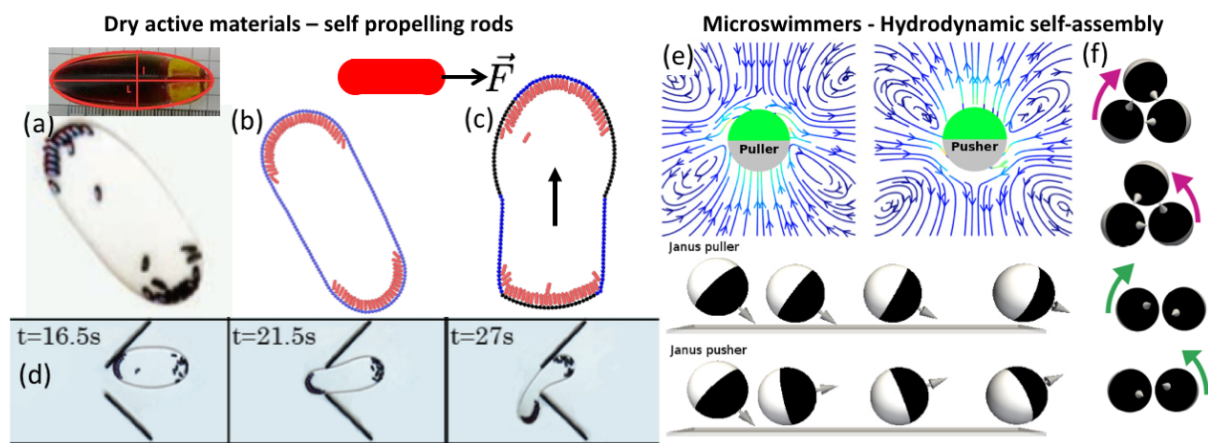 Dry active materials – self propelling rods
Microswimmers - Hydrodynamic self-assembly
L
(a)
(b)
F
(c)
t=16.5s
t=21.5s
t=27s
(d)
(e)
Puller
Pusher
Janus puller
Janus pusher
(f)